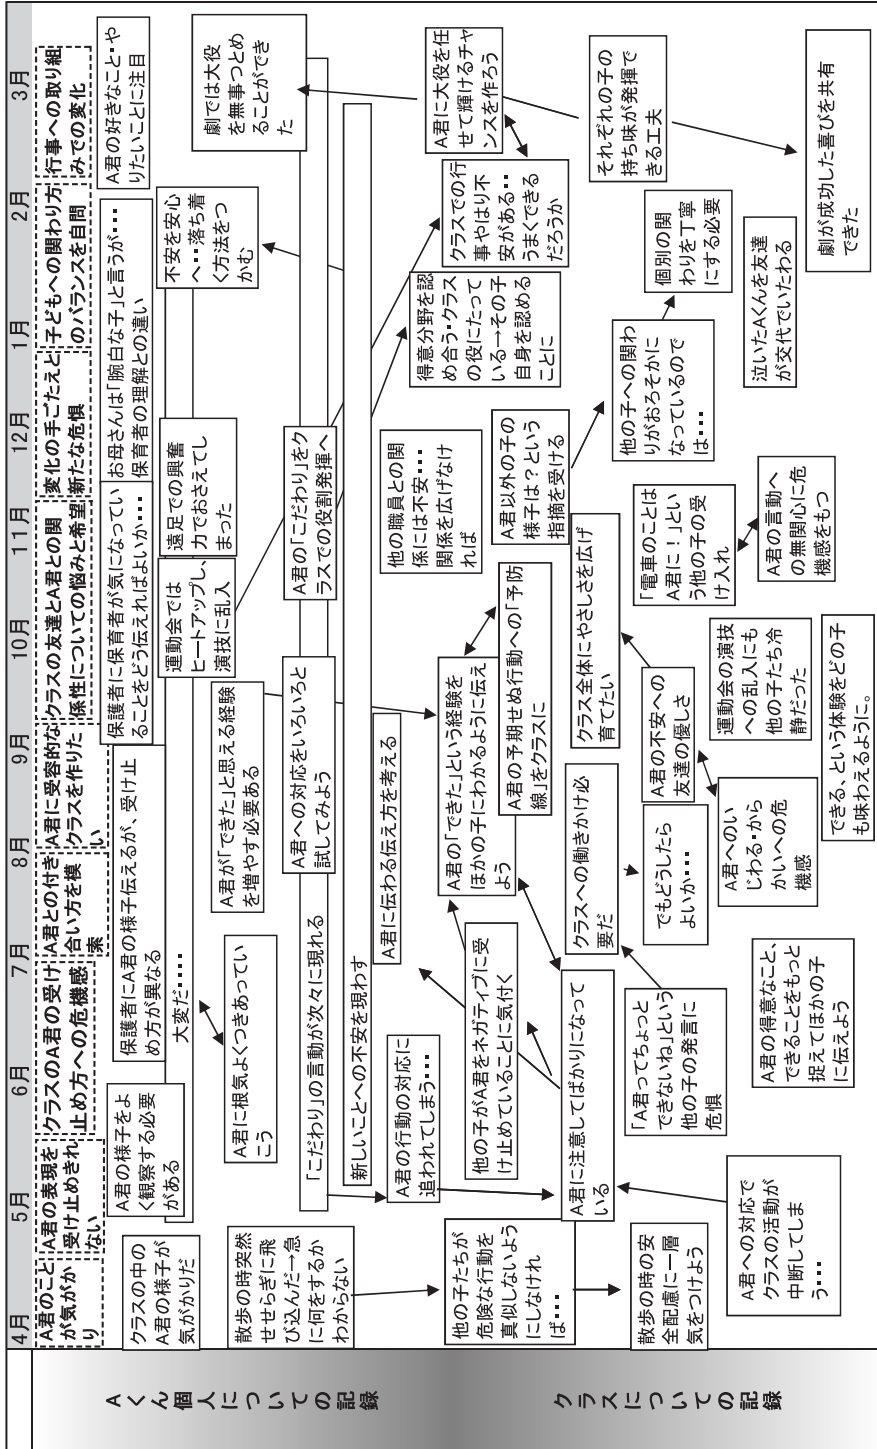 4月
5月
6月
7月
8月
9月
10月
11月
12月
1月
2月
3月
A君のこと
が気がか
り
A君の表現を
受け止めきれ
ない
クラスのA君の受け
止め方への危機感
A君との付き
合い方を模
索
A君に受容的な
クラスを作りた
い
クラスの友達とA君との関
係性についての悩みと希望
変化の手ごたえと
新たな危惧
子どもへの関わり方
のバランスを自問
行事への取り組
みでの変化
Aくん個人についての記録
クラスの中の
A君の様子が
気がかりだ
A君の様子をよ
く観察する必要
がある
保護者にA君の様子伝えるが、受け止
め方が異なる
大変だ・・・・
保護者に保育者が気になってい
ることをどう伝えればよいか・・・
お母さんは「腕白な子」と言うが・・・
保育者の理解との違い
A君の好きなこと・や
りたいことに注目
運動会では
ヒートアップし、
演技に乱入
遠足での興奮
力でおさえてし
まった
不安を安心
へ・・落ち着
く方法をつ
かむ
劇では大役
を無事つとめ
ることができ
た
散歩の時突然
せせらぎに飛
び込んだ→急
に何をするか
わからない
A君に根気よくつきあってい
こう
A君が「できた」と思える経験
を増やす必要ある
「こだわり」の言動が次々に現れる
A君への対応をいろいろと
試してみよう
A君の「こだわり」をク
ラスでの役割発揮へ
新しいことへの不安を現わす
A君の行動の対応に
追われてしまう・・・
A君に伝わる伝え方を考える
他の職員との関
係には不安・・・
関係を広げなけ
れば
得意分野を認
め合う・クラス
の役にたって
いる→その子
自身を認める
ことに
クラスでの行
事やはり不
安がある・・
うまくできる
だろうか
A君に大役を任
せて輝けるチャ
ンスを作ろう
クラスについての記録
他の子たちが
危険な行動を
真似しないよう
にしなけれ
ば・・・
他の子がA君をネガティブに受
け止めていることに気付く
A君の「できた」という経験を
ほかの子にわかるように伝え
よう
A君の予期せぬ行動への「予防
線」をクラスに
A君以外の子の
様子は？という
指摘を受ける
A君に注意してばかりになって
いる
クラスへの働きかけ必
要だ
クラス全体にやさしさを広げ
育てたい
他の子への関わ
りがおろそかに
なっているので
は・・・
個別の関
わりを丁寧
にする必要
それぞれの子の
持ち味が発揮で
きる工夫
散歩の時の安
全配慮に一層
気をつけよう
「A君ってちょっと
できないね」という
他の子の発言に
危惧
でもどうしたら
よいか・・・
A君の不安への
友達の優しさ
「電車のことは
A君に！」とい
う他の子の受
け入れ
A君への対応で
クラスの活動が
中断してしま
う・・・
A君の得意なこと、
できることをもっと
捉えてほかの子
に伝えよう
A君へのい
じわる・から
かいへの危
機感
運動会の演技
への乱入にも
他の子たち冷
静だった
A君の言動へ
の無関心に危
機感をもつ
泣いたAくんを友達
が交代でいたわる
できる、という体験をどの子
も味わえるように。
劇が成功した喜びを共有
できた